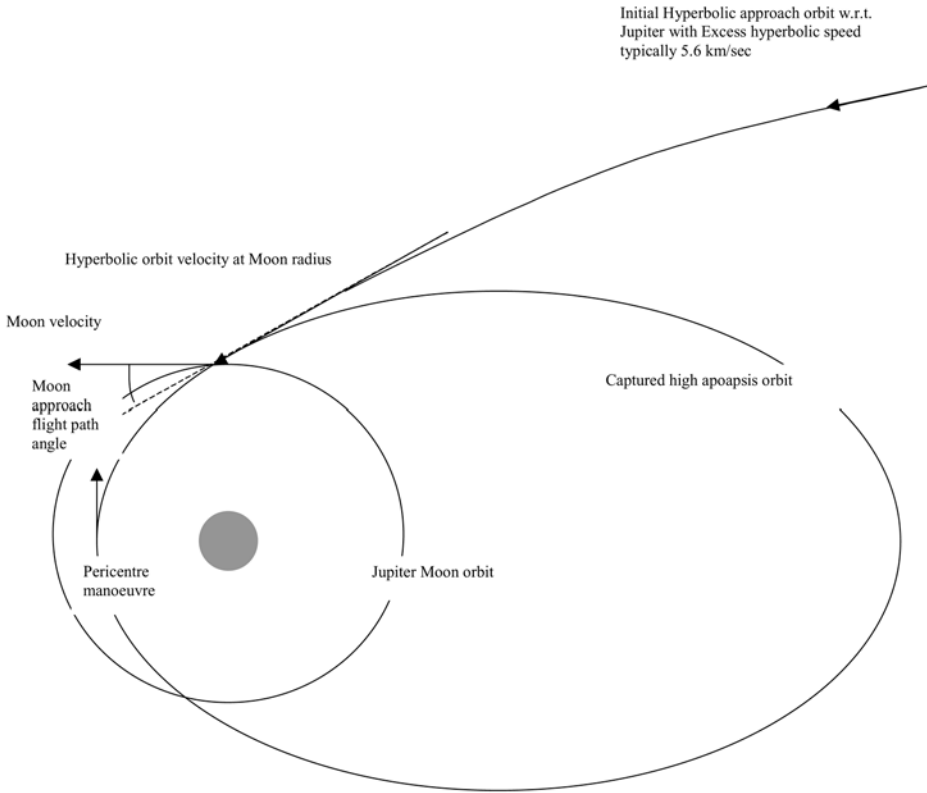 Initial Hyperbolic approach orbit w.r.t.
Jupiter with Excess hyperbolic speed
typically 5.6 km/sec
Hyperbolic orbit velocity at Moon radius
Moon velocity
Moon
approach
flight path
angle
Captured high apoapsis orbit
Pericentre
manoeuvre
Jupiter Moon orbit